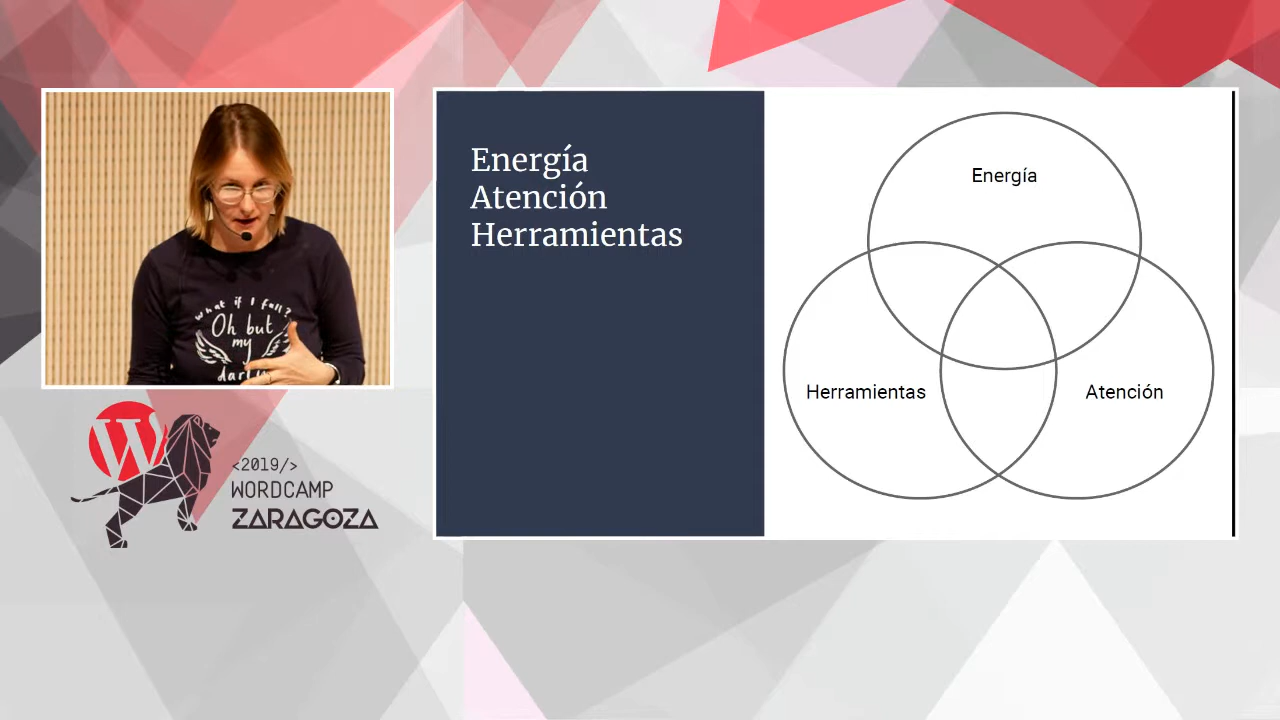 What if I fall?
Oh but
my
<2019/>
WORDCAMP
ZARAGOZA
Energía
Atención
Herramientas
Energía
Herramientas
Atención